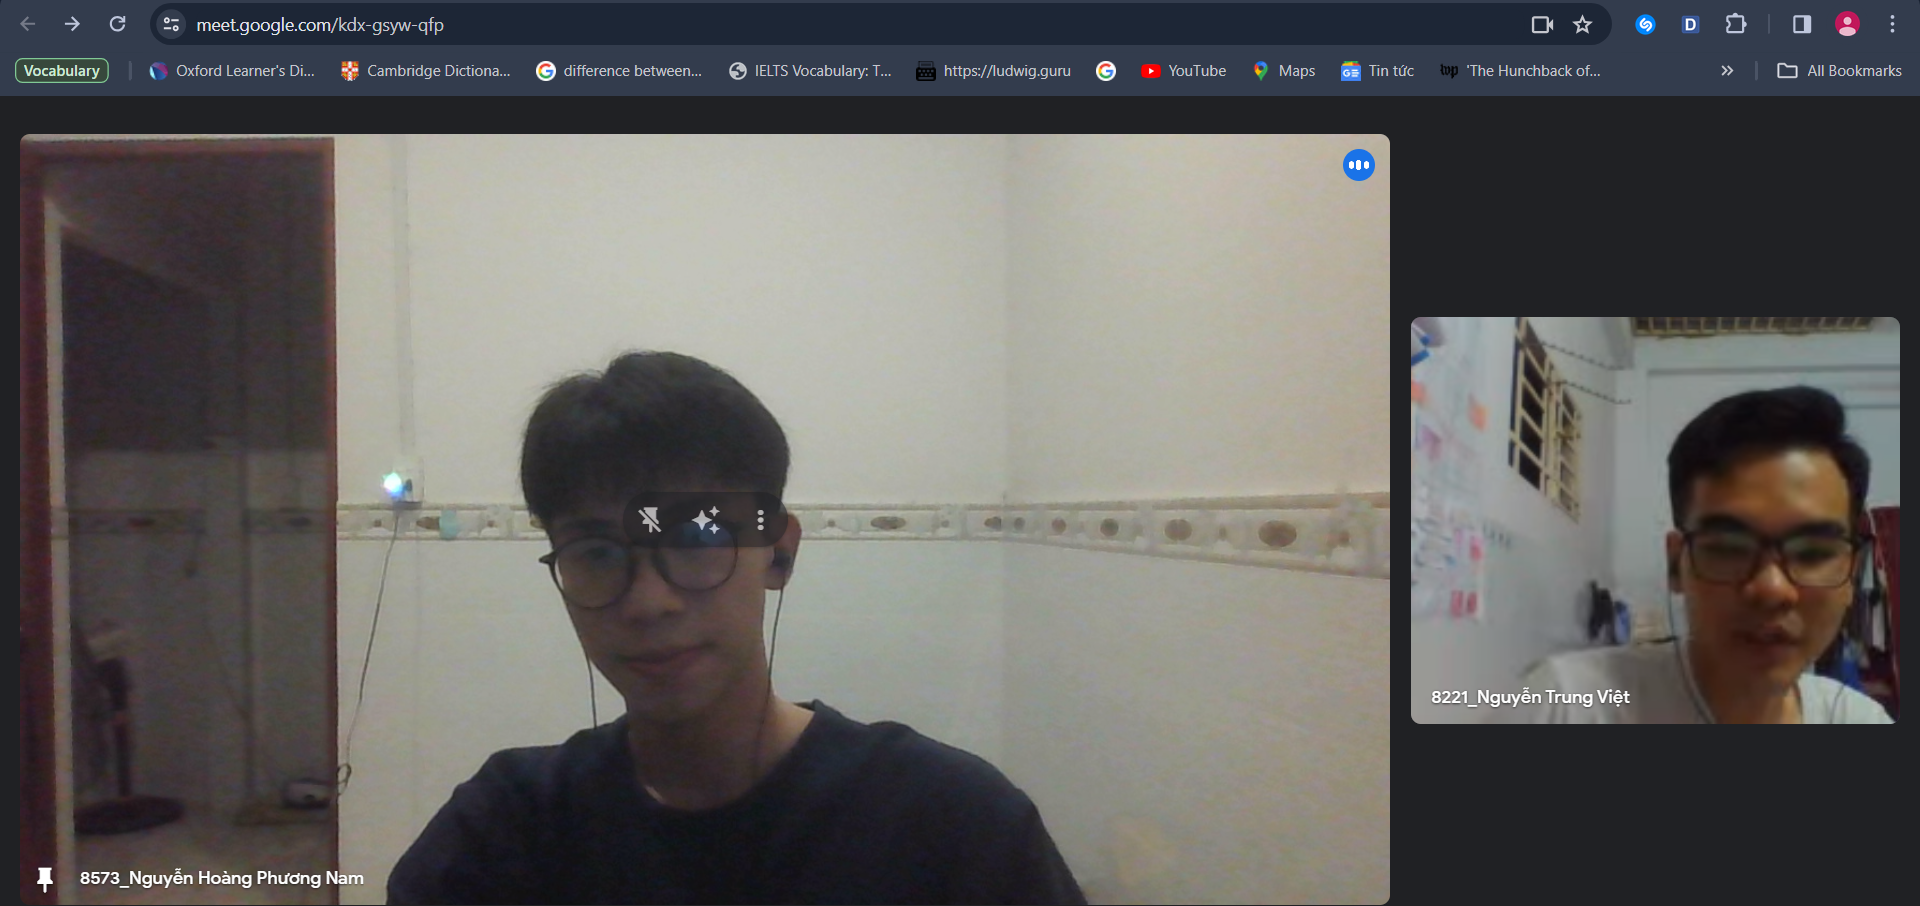 meet.google.com/kdx-gsyw-qfp
Vocabulary
Oxford Learner's Di...
Cambridge Dictiona...
difference between...
IELTS Vocabulary: T...
https://ludwig.guru
YouTube
Maps
Tin tức
'The Hunchback of...
All Bookmarks
8221_Nguyễn Trung Việt
8573_Nguyễn Hoàng Phương Nam